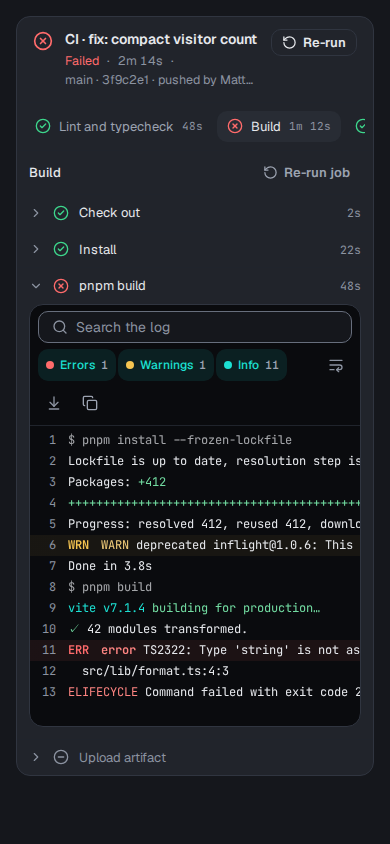 CI · fix: compact visitor count
Re-run
Failed · 2m 14s ·
main · 3f9c2e1 · pushed by Matt…
Lint and typecheck 48s
Build 1m 12s
Build
Re-run job
Check out 2s
Install 22s
pnpm build 48s
Search the log
Errors 1
Warnings 1
Info 11
1 $ pnpm install --frozen-lockfile
2 Lockfile is up to date, resolution step is
3 Packages: +412
4 ++++++++++++++++++++++++++++++++++++++++
5 Progress: resolved 412, reused 412, downlo
6 WRN WARN deprecated inflight@1.0.6: This
7 Done in 3.8s
8 $ pnpm build
9 vite v7.1.4 building for production…
10 ✓ 42 modules transformed.
11 ERR error TS2322: Type 'string' is not as
12 src/lib/format.ts:4:3
13 ELIFECYCLE Command failed with exit code 2
Upload artifact